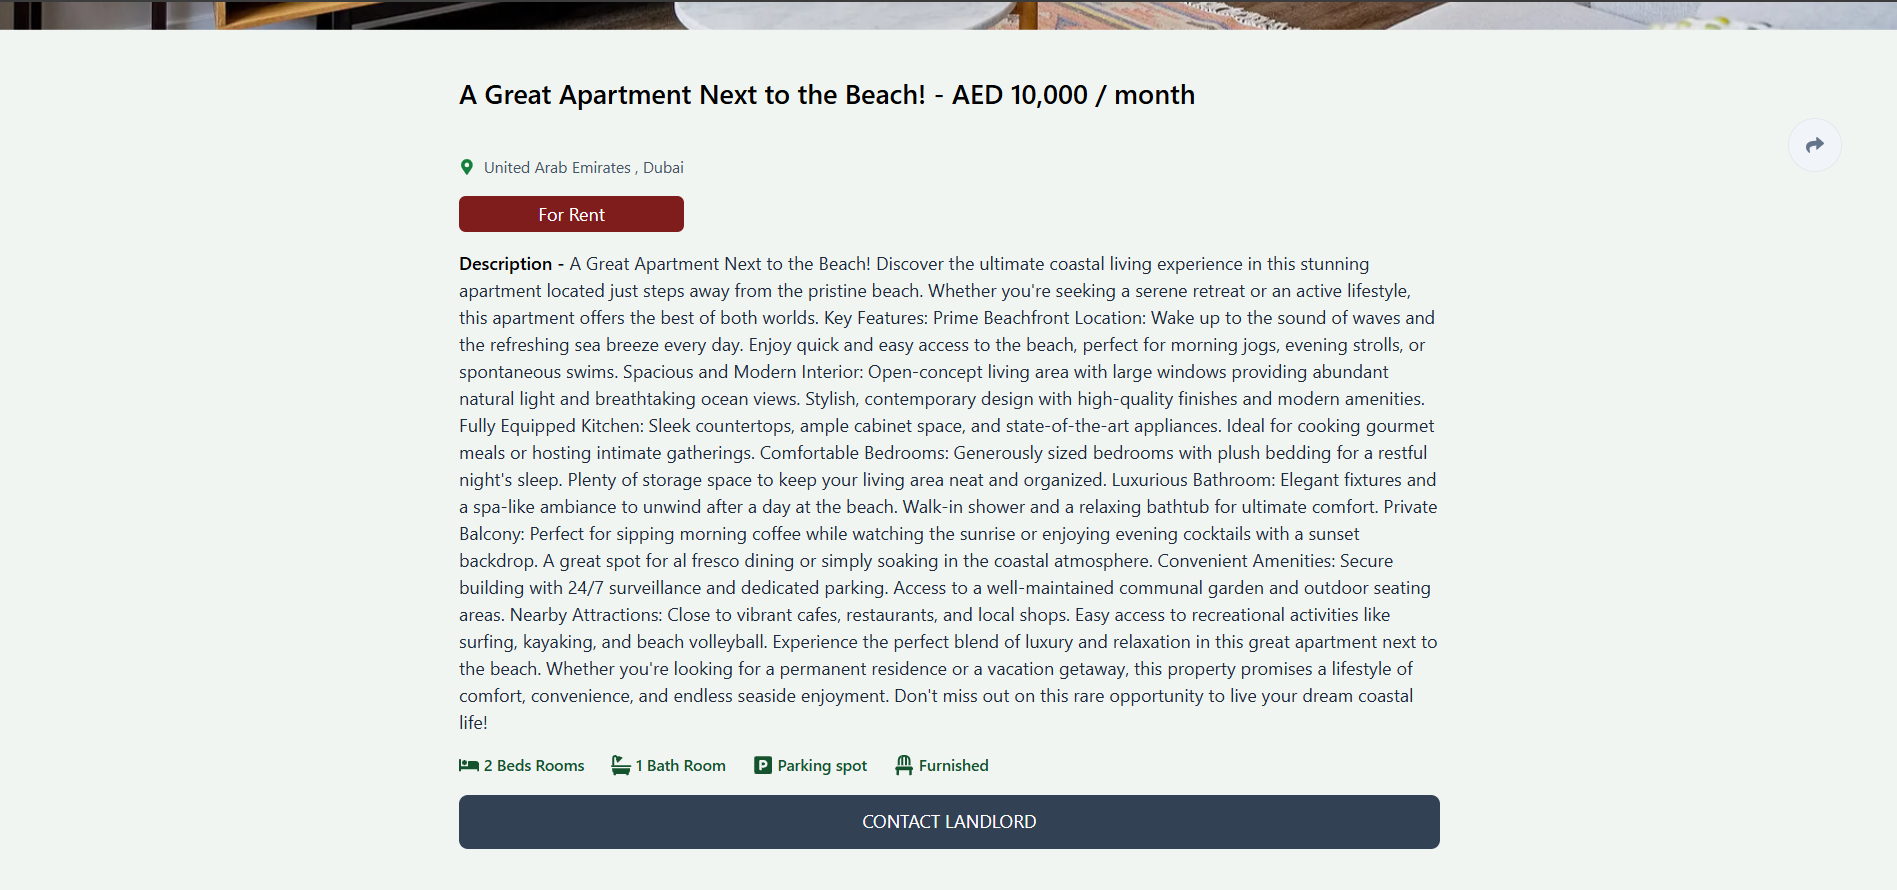 A Great Apartment Next to the Beach! - AED 10,000 / month
United Arab Emirates , Dubai
For Rent
Description - A Great Apartment Next to the Beach! Discover the ultimate coastal living experience in this stunning
apartment located just steps away from the pristine beach. Whether you're seeking a serene retreat or an active lifestyle,
this apartment offers the best of both worlds. Key Features: Prime Beachfront Location: Wake up to the sound of waves and
the refreshing sea breeze every day. Enjoy quick and easy access to the beach, perfect for morning jogs, evening strolls, or
spontaneous swims. Spacious and Modern Interior: Open-concept living area with large windows providing abundant
natural light and breathtaking ocean views. Stylish, contemporary design with high-quality finishes and modern amenities.
Fully Equipped Kitchen: Sleek countertops, ample cabinet space, and state-of-the-art appliances. Ideal for cooking gourmet
meals or hosting intimate gatherings. Comfortable Bedrooms: Generously sized bedrooms with plush bedding for a restful
night's sleep. Plenty of storage space to keep your living area neat and organized. Luxurious Bathroom: Elegant fixtures and
a spa-like ambiance to unwind after a day at the beach. Walk-in shower and a relaxing bathtub for ultimate comfort. Private
Balcony: Perfect for sipping morning coffee while watching the sunrise or enjoying evening cocktails with a sunset
backdrop. A great spot for al fresco dining or simply soaking in the coastal atmosphere. Convenient Amenities: Secure
building with 24/7 surveillance and dedicated parking. Access to a well-maintained communal garden and outdoor seating
areas. Nearby Attractions: Close to vibrant cafes, restaurants, and local shops. Easy access to recreational activities like
surfing, kayaking, and beach volleyball. Experience the perfect blend of luxury and relaxation in this great apartment next to
the beach. Whether you're looking for a permanent residence or a vacation getaway, this property promises a lifestyle of
comfort, convenience, and endless seaside enjoyment. Don't miss out on this rare opportunity to live your dream coastal
life!
2 Beds Rooms 1 Bath Room P Parking spot Furnished
CONTACT LANDLORD